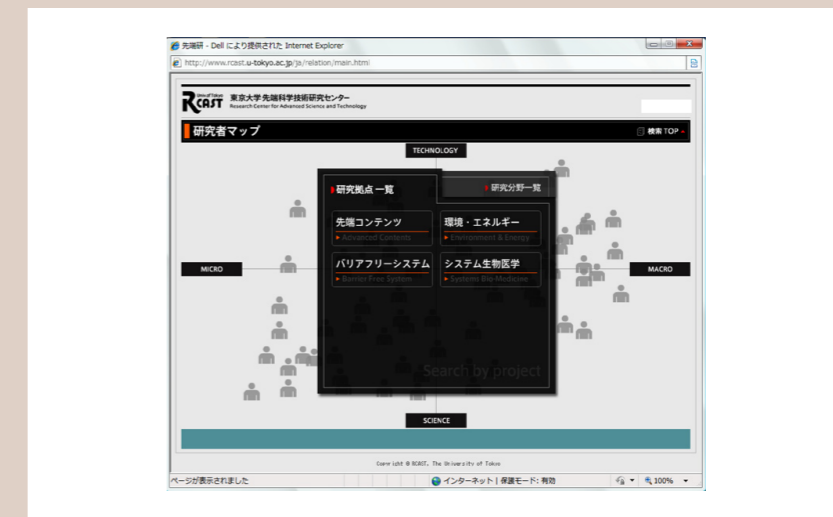 先端研 - Dell により提供された Internet Explorer
http://www.rcast.u-tokyo.ac.jp/ja/relation/main.html
Univ of Tokyo
RCAST
東京大学 先端科学技術研究センター
Research Center for Advanced Science and Technology
研究者マップ
検索 TOP
TECHNOLOGY
研究拠点 一覧
研究分野一覧
先端コンテンツ
環境・エネルギー
Advanced Contents
Environment & Energy
バリアフリーシステム
システム生物医学
Barrier Free System
Systems Bio-Medicine
MICRO
MACRO
Search by project
SCIENCE
Copyright © RCAST, The University of Tokyo
ページが表示されました
インターネット | 保護モード: 有効
100%